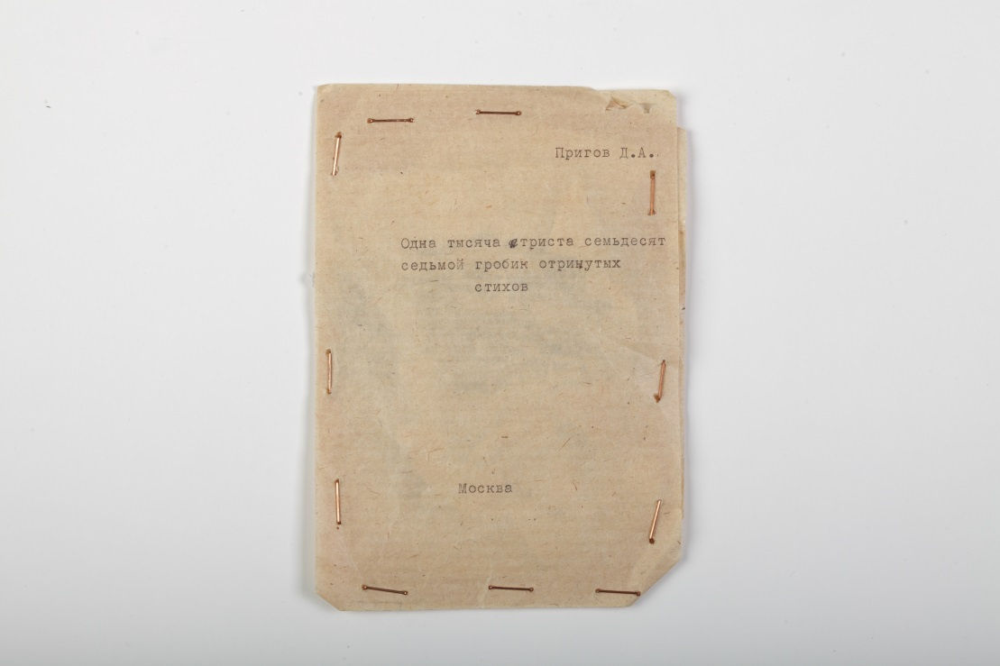 Пригов Д.А.
Одна тысяча триста семьдесят
седьмой гробик отринутых
стихов
Москва